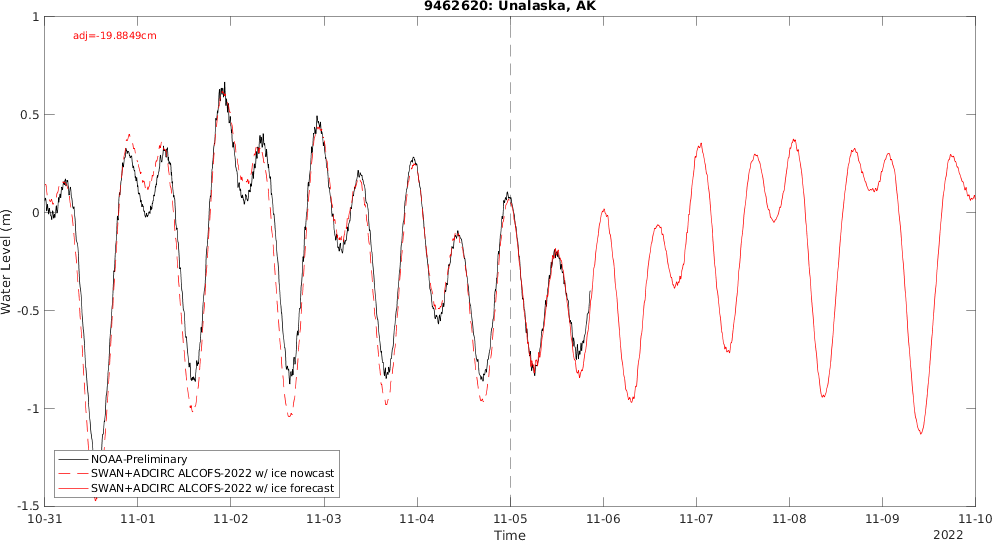 9462620: Unalaska, AK
adj=-19.8849cm
1
0.5
0
-0.5
-1
-1.5
Water Level (m)
NOAA-Preliminary
SWAN+ADCIRC ALCOFS-2022 w/ ice nowcast
SWAN+ADCIRC ALCOFS-2022 w/ ice forecast
10-31 11-01 11-02 11-03 11-04 11-05 11-06 11-07 11-08 11-09 11-10
Time
2022